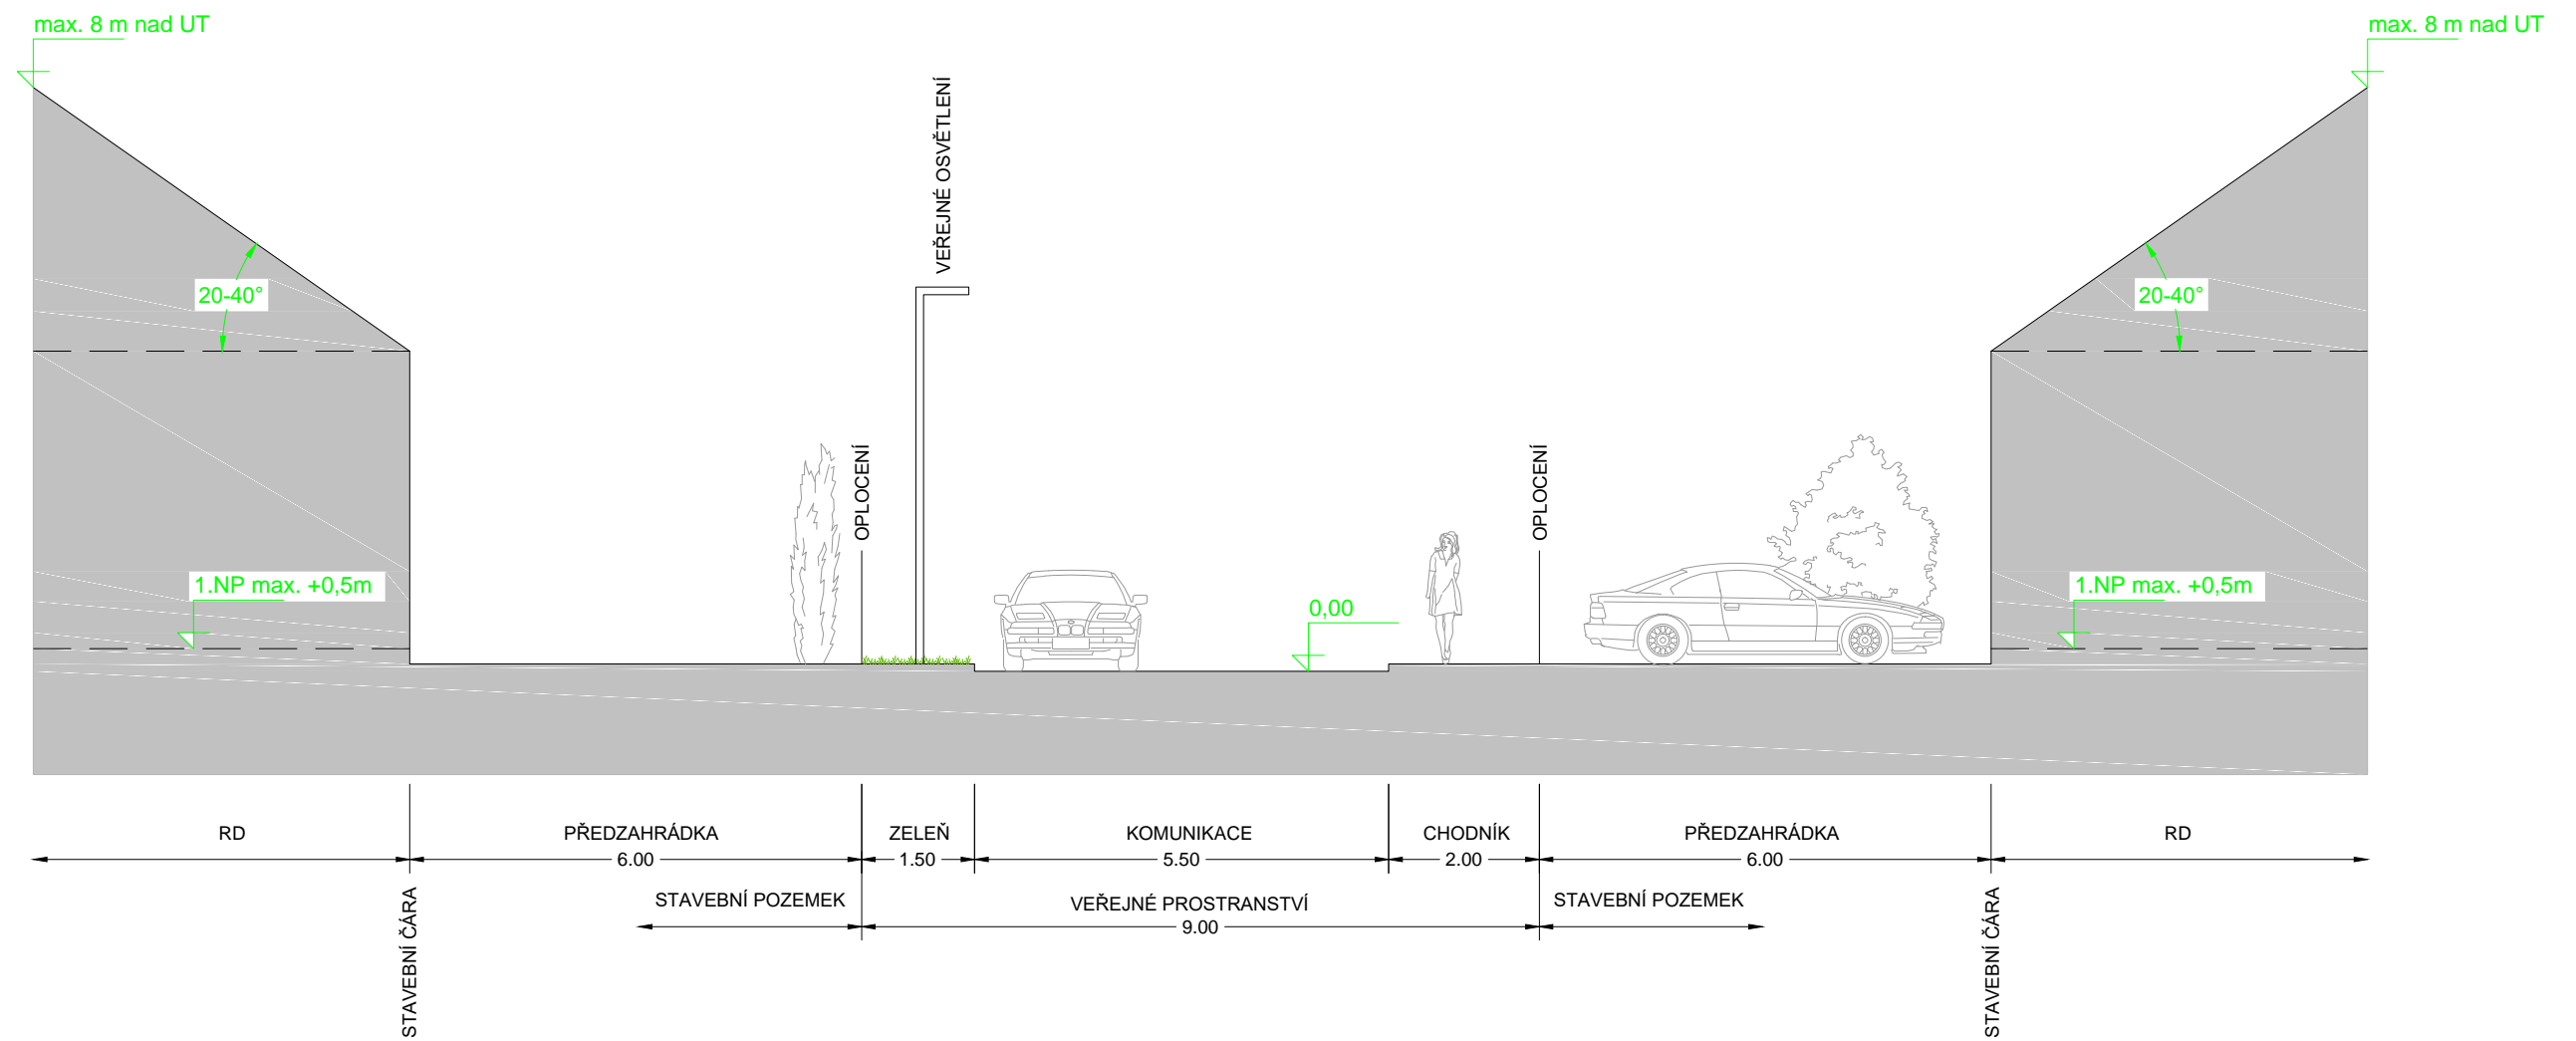 max. 8 m nad UT
max. 8 m nad UT
VEŘEJNÉ OSVĚTLENÍ
20-40°
20-40°
OPLOCENÍ
OPLOCENÍ
1.NP max. +0,5m
0,00
1.NP max. +0,5m
RD
PŘEDZAHRÁDKA
ZELEŇ
KOMUNIKACE
CHODNÍK
PŘEDZAHRÁDKA
RD
6.00
1.50
5.50
2.00
6.00
STAVEBNÍ POZEMEK
VEŘEJNÉ PROSTRANSTVÍ
STAVEBNÍ POZEMEK
9.00
STAVEBNÍ ČÁRA
STAVEBNÍ ČÁRA